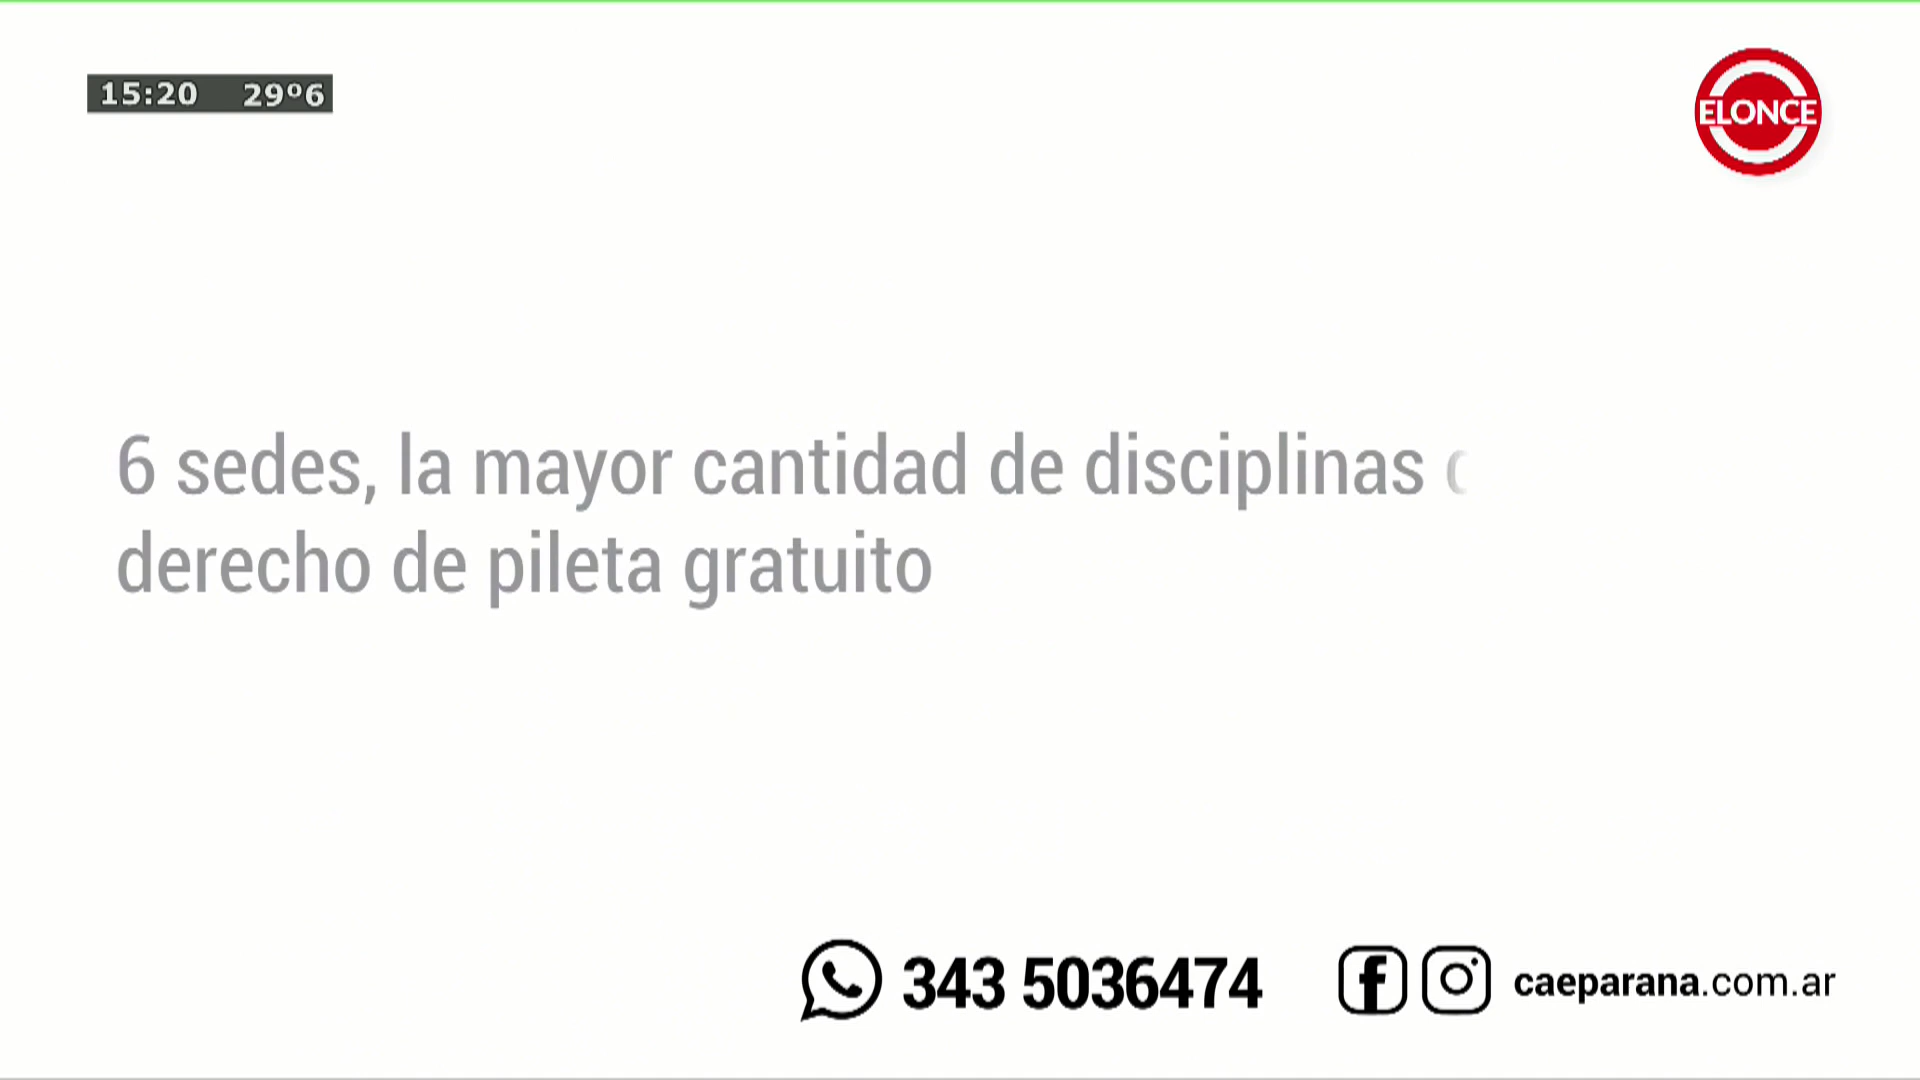 15:20 29º6
ELONCE
6 sedes, la mayor cantidad de disciplinas
derecho de pileta gratuito
343 5036474
caeparana.com.ar